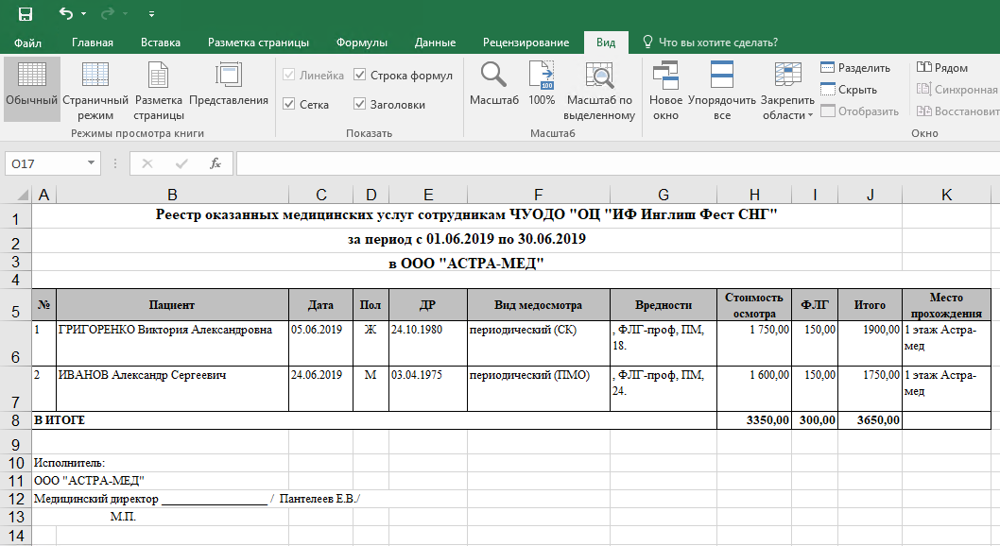 Файл Главная Вставка Разметка страницы Формулы Данные Рецензирование Вид Что вы хотите сделать?
Обычный Страничный режим Разметка страницы Представления
Режимы просмотра книги
Линейка Строка формул
Сетка Заголовки
Показать
Масштаб 100% Масштаб по выделенному
100
Масштаб
Новое окно Упорядочить все Закрепить области
Разделить
Скрыть
Отобразить
Рядом
Синхронная
Восстановит
Окно
O17 fx
A B C D E F G H I J K
1 Реестр оказанных медицинских услуг сотрудникам ЧУОДО "ОЦ "ИФ Инглиш Фест СНГ"
2 за период с 01.06.2019 по 30.06.2019
3 в ООО "АСТРА-МЕД"
4
5 № Пациент Дата Пол ДР Вид медосмотра Вредности Стоимость осмотра ФЛГ Итого Место прохождения
6 1 ГРИГОРЕНКО Виктория Александровна 05.06.2019 Ж 24.10.1980 периодический (СК) , ФЛГ-проф, ПМ, 18. 1 750,00 150,00 1900,00 1 этаж Астра-мед
7 2 ИВАНОВ Александр Сергеевич 24.06.2019 М 03.04.1975 периодический (ПМО) , ФЛГ-проф, ПМ, 24. 1 600,00 150,00 1750,00 1 этаж Астра-мед
8 В ИТОГЕ 3350,00 300,00 3650,00
9
10 Исполнитель:
11 ООО "АСТРА-МЕД"
12 Медицинский директор __________________ / Пантелеев Е.В./
13 М.П.
14